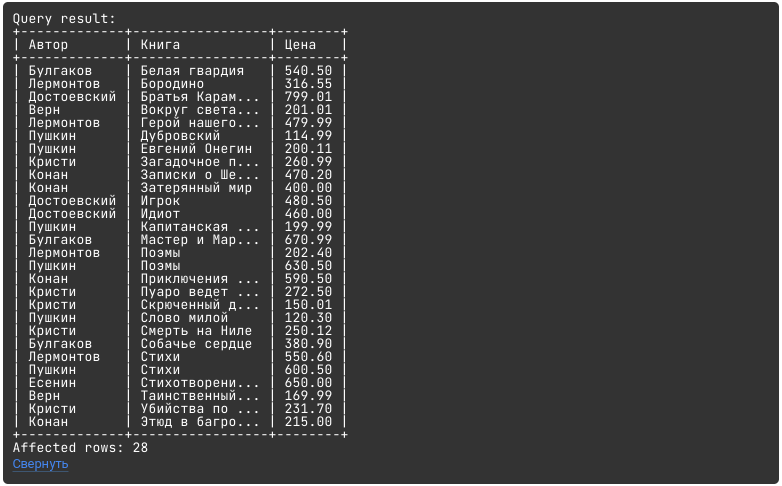 Query result:
+--------------+-----------------+--------+
| Автор | Книга | Цена |
+--------------+-----------------+--------+
| Булгаков | Белая гвардия | 540.50 |
| Лермонтов | Бородино | 316.55 |
| Достоевский | Братья Карам... | 799.01 |
| Верн | Вокруг света... | 201.01 |
| Лермонтов | Герой нашего... | 479.99 |
| Пушкин | Дубровский | 114.99 |
| Пушкин | Евгений Онегин | 200.11 |
| Кристи | Загадочное п... | 260.99 |
| Конан | Записки о Ше... | 470.20 |
| Конан | Затерянный мир | 400.00 |
| Достоевский | Игрок | 480.50 |
| Достоевский | Идиот | 460.00 |
| Пушкин | Капитанская ... | 199.99 |
| Булгаков | Мастер и Мар... | 670.99 |
| Лермонтов | Поэмы | 202.40 |
| Пушкин | Поэмы | 630.50 |
| Конан | Приключения ... | 590.50 |
| Кристи | Пуаро ведет ... | 272.50 |
| Кристи | Скрюченный д... | 150.01 |
| Пушкин | Слово милой | 120.30 |
| Кристи | Смерть на Ниле | 250.12 |
| Булгаков | Собачье сердце | 380.90 |
| Лермонтов | Стихи | 550.60 |
| Пушкин | Стихи | 600.50 |
| Есенин | Стихотворени... | 650.00 |
| Верн | Таинственный... | 169.99 |
| Кристи | Убийства по ... | 231.70 |
| Конан | Этюд в багро... | 215.00 |
+--------------+-----------------+--------+
Affected rows: 28
Свернуть